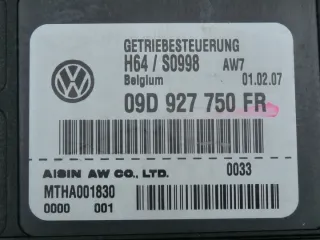 GETRIEBESTEUERUNG
H64 / S0998 AW7
Belgium 01.02.07
09D 927 750 FR
AISIN AW CO., LTD. 0033
MTHA001830
0000 001